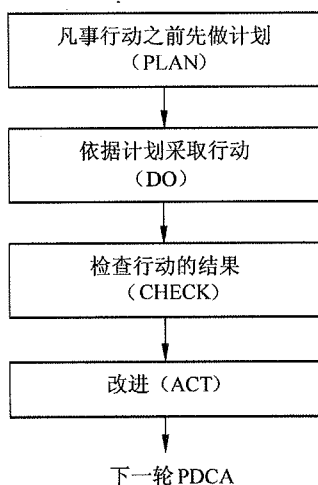 凡事行动之前先做计划
(PLAN)
依据计划采取行动
(DO)
检查行动的结果
(CHECK)
改进(ACT)
下一轮PDCA